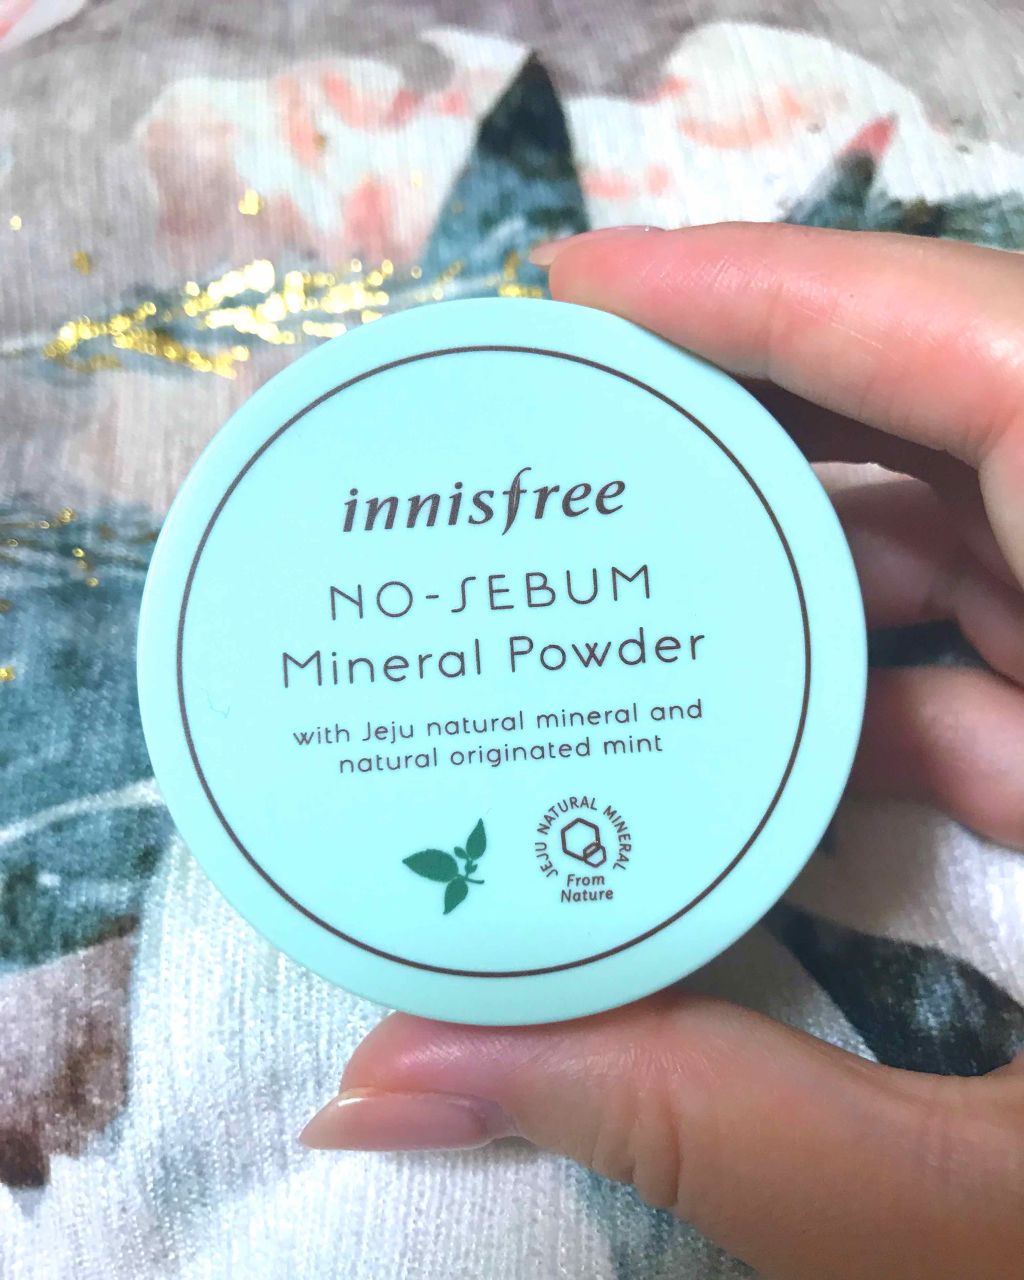 innisfree
NO-SEBUM
Mineral Powder
with Jeju natural mineral and
natural originated mint
JEJU NATURAL MINERAL
From
Nature